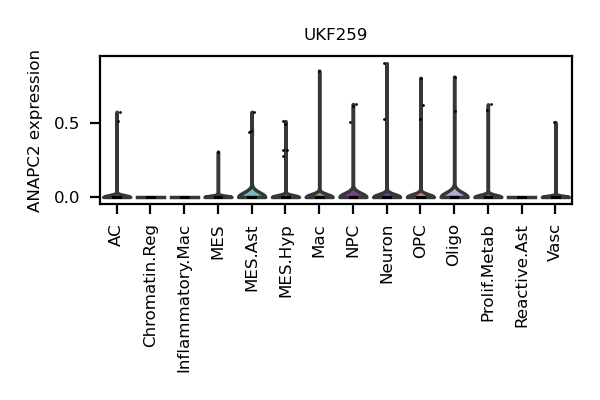 UKF259
ANAPC2 expression
0.5
0.0
AC
Chromatin.Reg
Inflammatory.Mac
MES
MES.Ast
MES.Hyp
Mac
NPC
Neuron
OPC
Oligo
Prolif.Metab
Reactive.Ast
Vasc